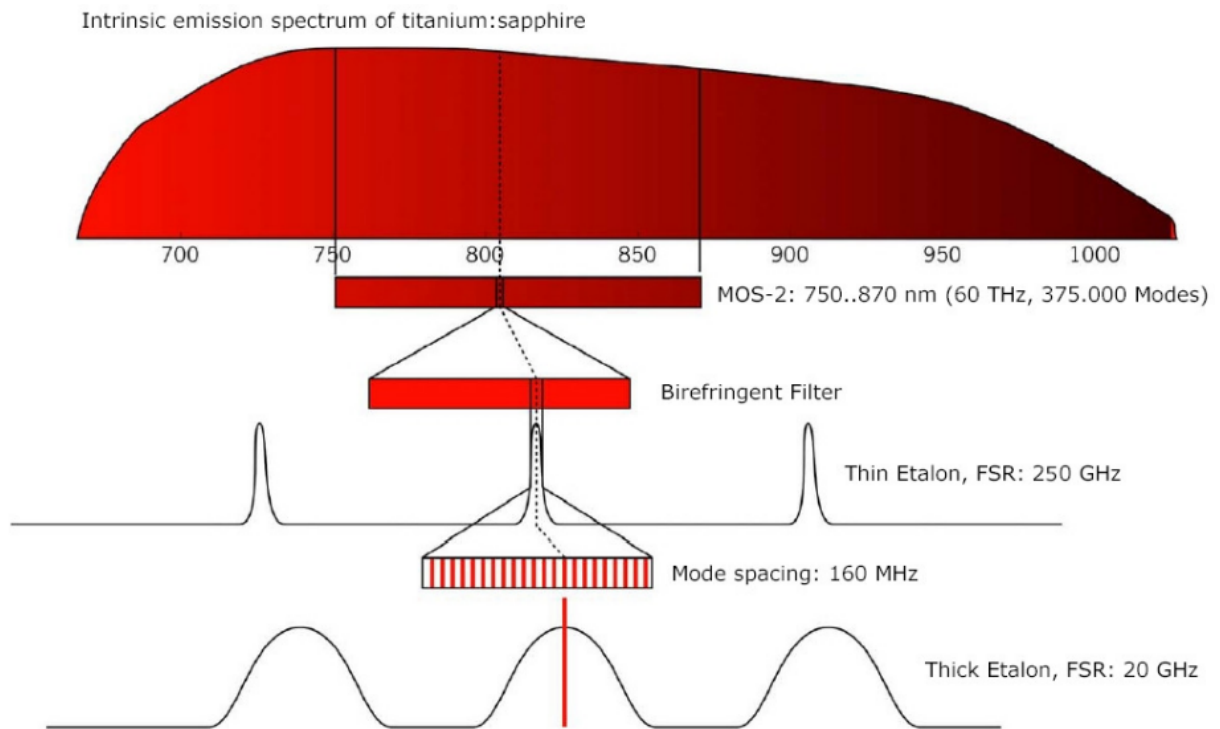 Intrinsic emission spectrum of titanium:sapphire
700 750 800 850 900 950 1000
MOS-2: 750..870 nm (60 THz, 375.000 Modes)
Birefringent Filter
Thin Etalon, FSR: 250 GHz
Mode spacing: 160 MHz
Thick Etalon, FSR: 20 GHz